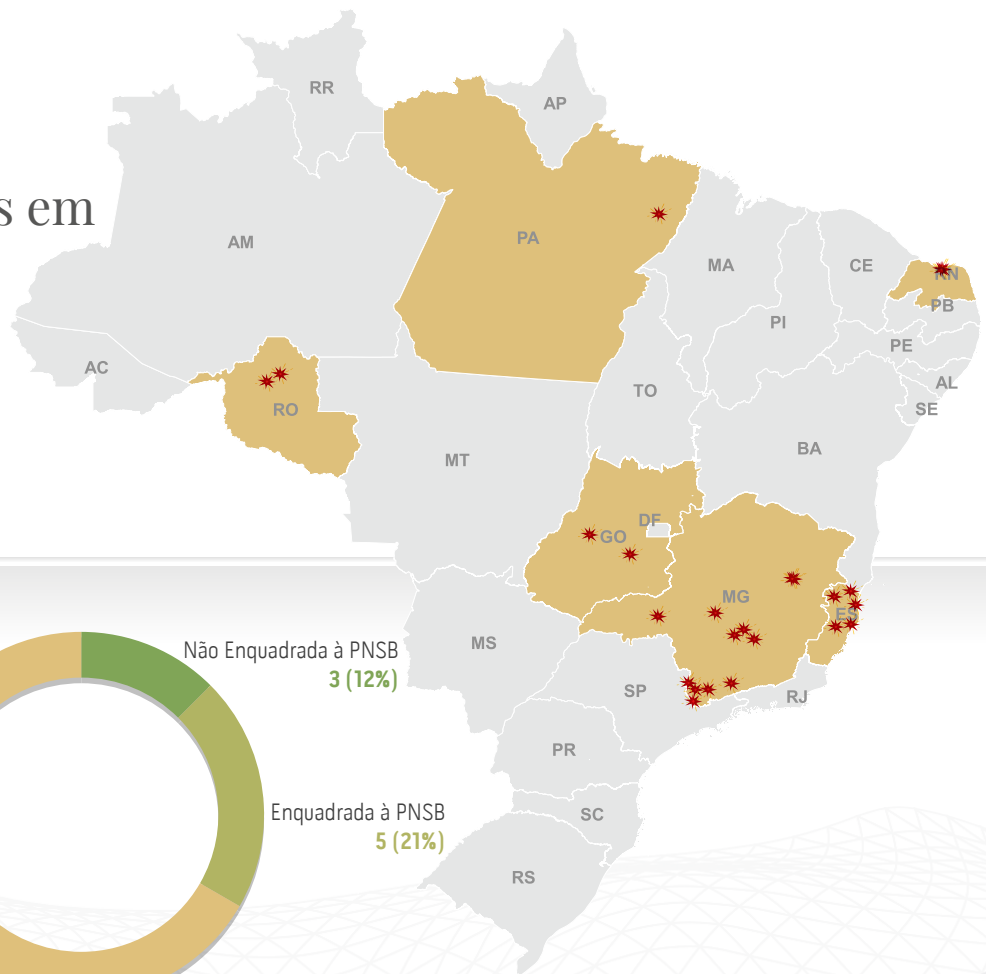 RR
AP
s em
AM
PA
MA
CE
RN
PB
PI
PE
AC
AL
TO
SE
RO
BA
MT
DF
GO
MG
ES
Não Enquadrada à PNSB
3 (12%)
MS
SP
RJ
PR
Enquadrada à PNSB
5 (21%)
SC
RS